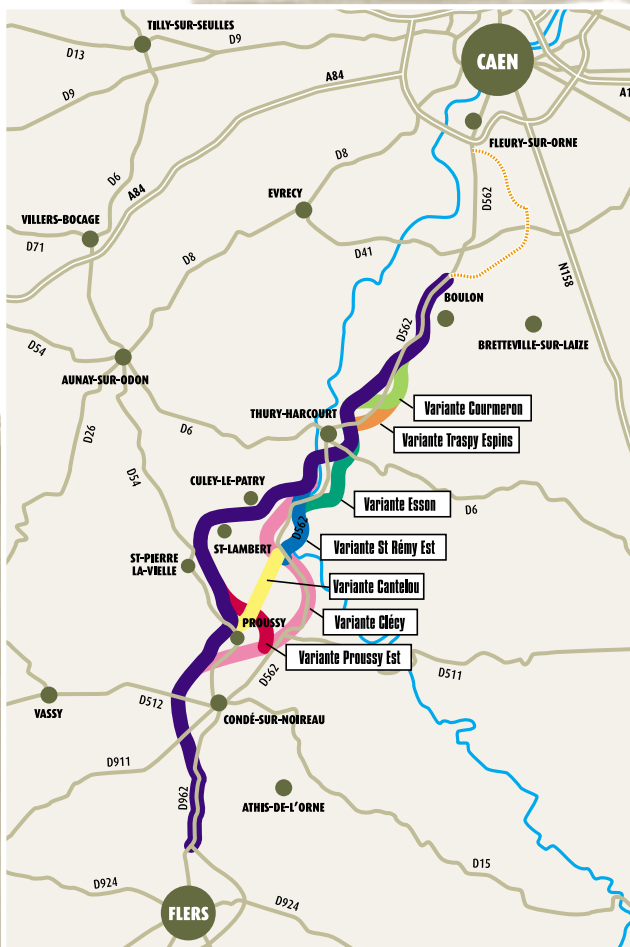 TILLY-SUR-SEULLES
D9
D13
CAEN
A84
A1
D9
FLEURY-SUR-ORNE
D8
D6
A84
EVRECY
D562
VILLERS-BOCAGE
D71
D8
D41
N158
BOULON
D562
BRETTEVILLE-SUR-LAIZE
D54
AUNAY-SUR-ODON
Variante Courmeron
THURY-HARCOURT
D6
Variante Traspy Espins
D26
D54
CULEY-LE-PATRY
Variante Esson
D6
D562
ST-LAMBERT
Variante St Rémy Est
ST-PIERRE
LA-VIELLE
Variante Cantelou
PROUSSY
Variante Clécy
Variante Proussy Est
D562
D511
VASSY
D512
CONDÉ-SUR-NOIREAU
D911
D962
ATHIS-DE-L'ORNE
D15
D924
FLERS
D924